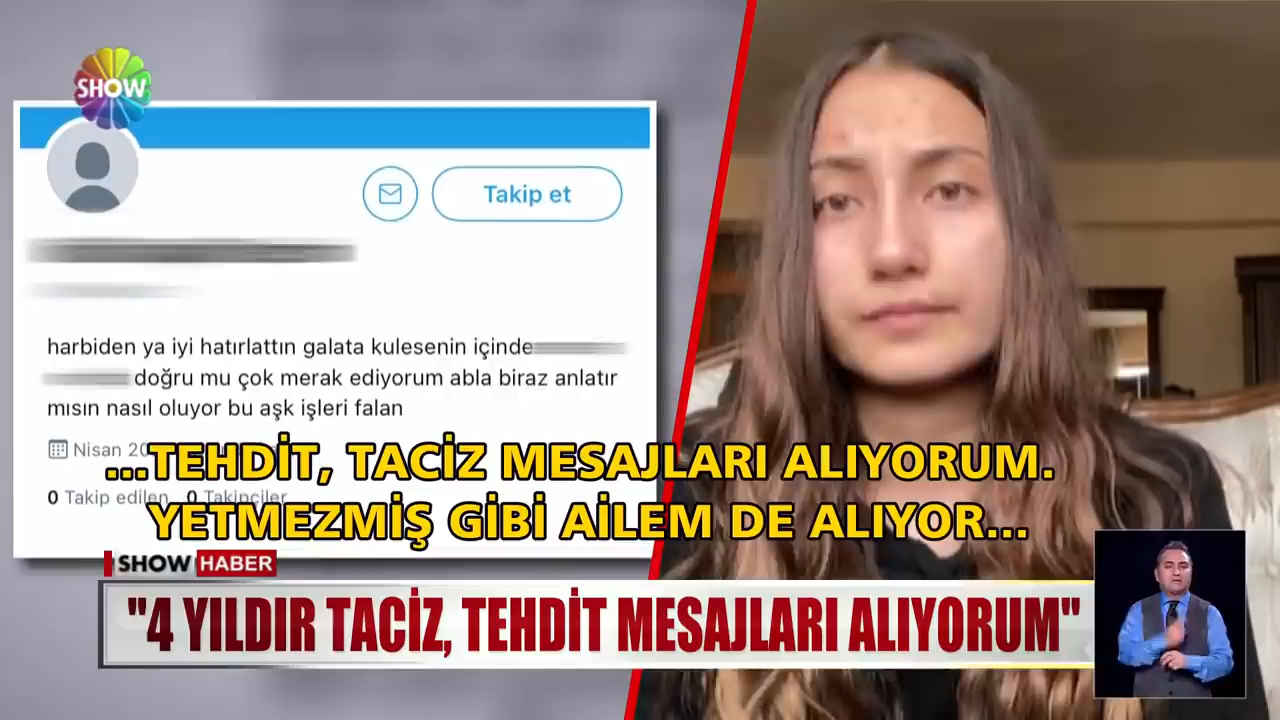 SHOW
Takip et
harbiden ya iyi hatırlattın galata kulesenin içinde
doğru mu çok merak ediyorum abla biraz anlatır
mısın nasıl oluyor bu aşk işleri falan
Nisan 20
0 Takip edilen 0 Takipçiler
...TEHDİT, TACİZ MESAJLARI ALIYORUM.
YETMEZMİŞ GİBİ AİLEM DE ALIYOR...
SHOW HABER
"4 YILDIR TACİZ, TEHDİT MESAJLARI ALIYORUM"